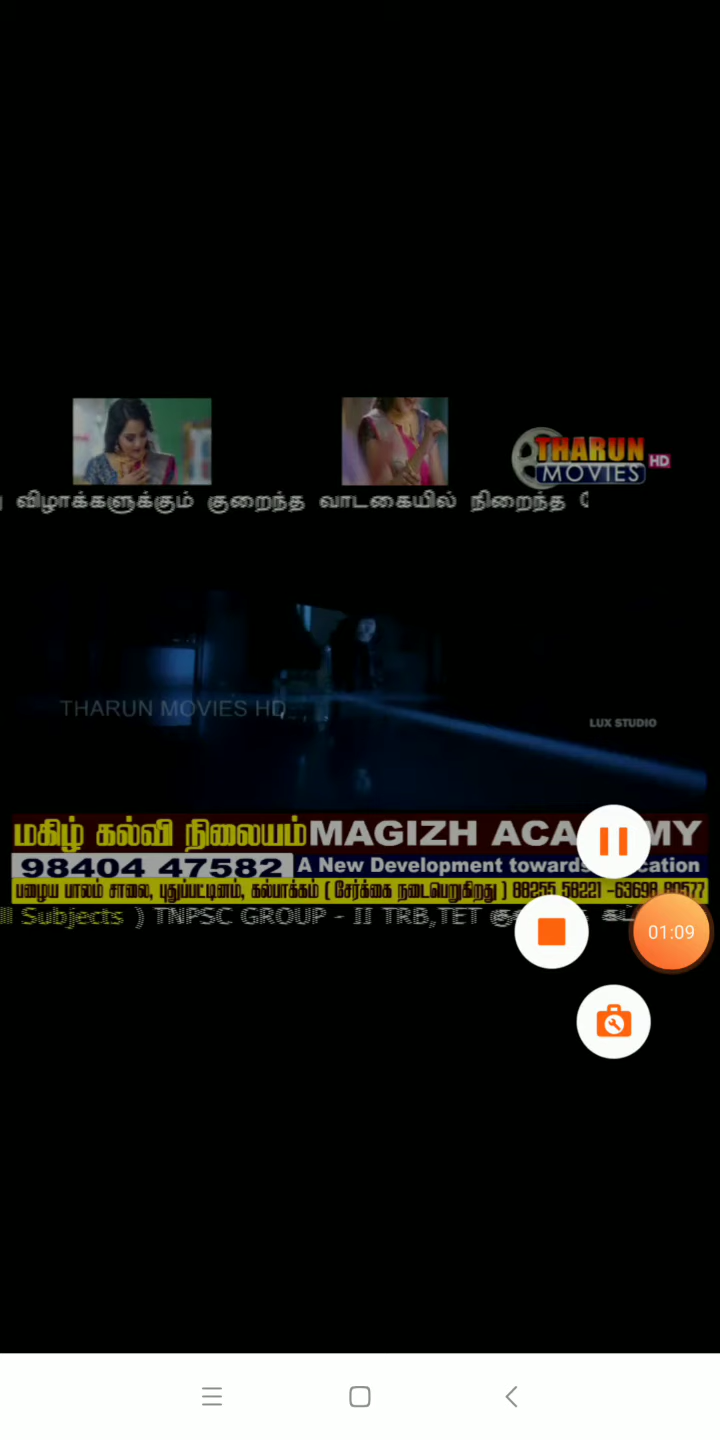 THARUN
MOVIES HD
விழாக்களுக்கும் குறைந்த வாடகையில் நிறைந்த
THARUN MOVIES HD
LUX STUDIO
மகிழ் கல்வி நிலையம் MAGIZH ACA MY
98404 47582 A New Development towards cation
பழைய பாலம் சாலை, புதுப்பட்டினம், கல்பாக்கம் ( சேர்க்கை நடைபெறுகிறது ) 88255 58221 -63698 80577
Subjects ) TNPSC GROUP - II TRB,TET
01:09